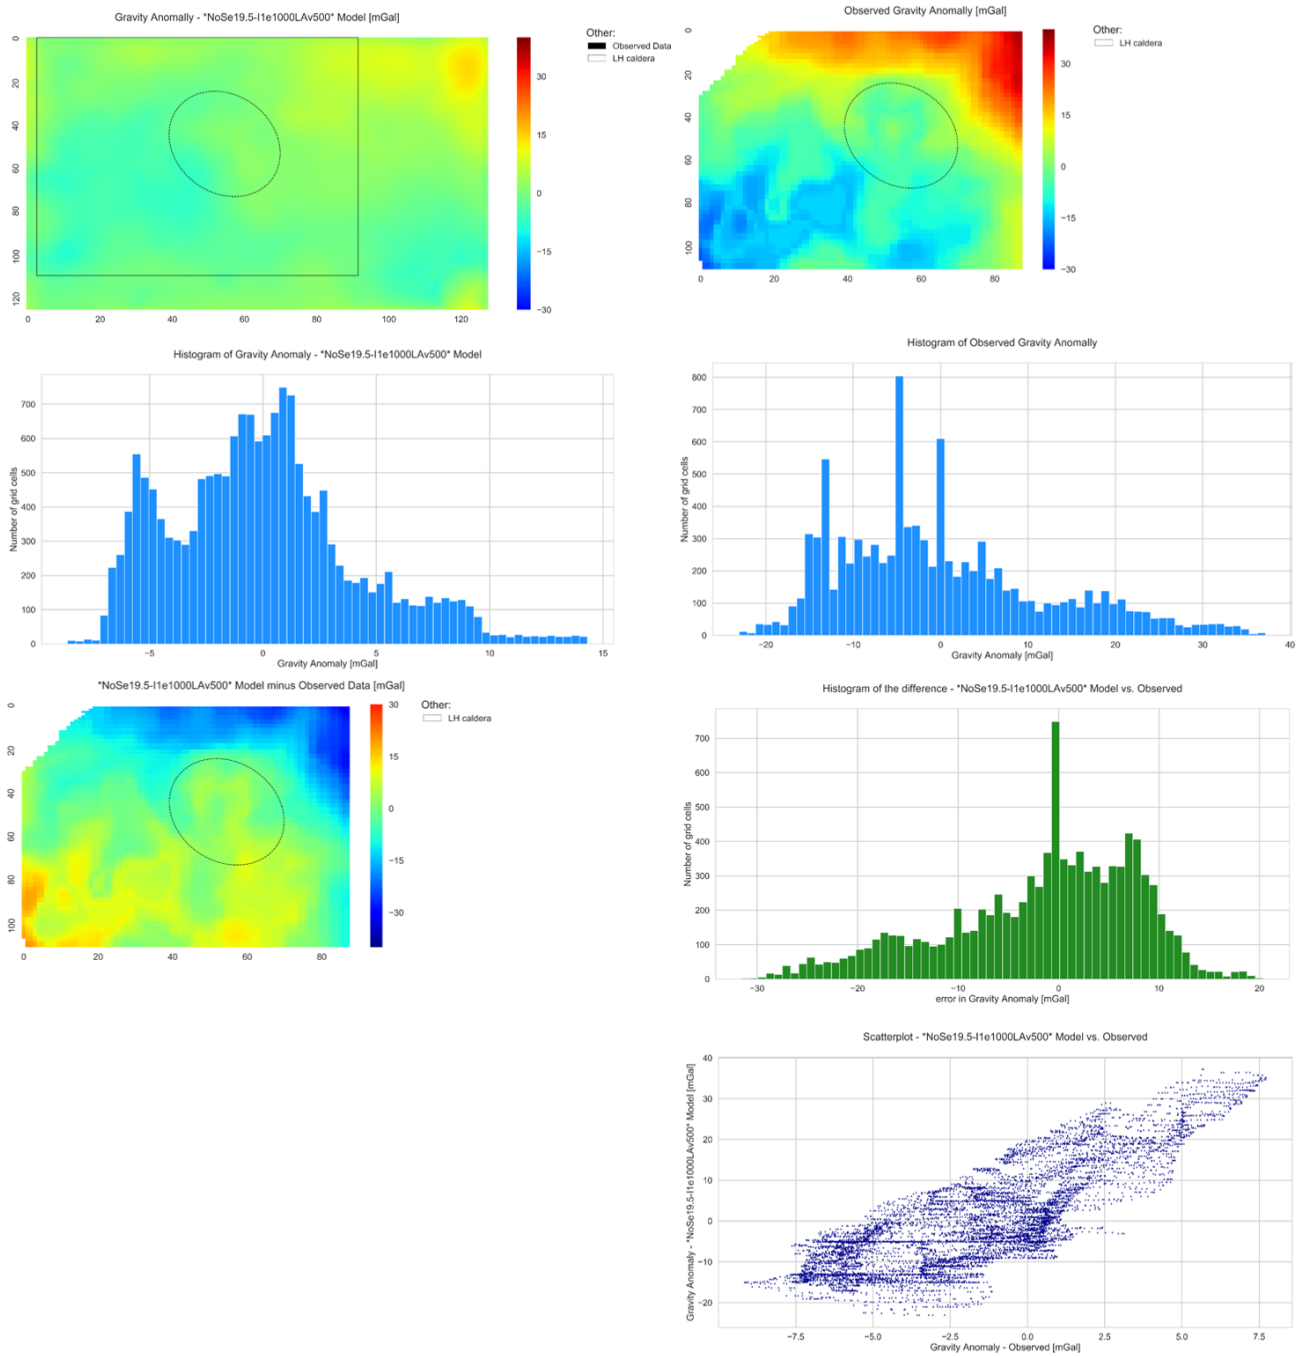 Gravity Anomally - *NoSe19.5-I1e1000LAv500* Model [mGal]
Other:
Observed Data
LH caldera
0
20
40
60
80
100
120
0 20 40 60 80 100 120
30
15
0
−15
−30
Observed Gravity Anomally [mGal]
Other:
LH caldera
0
20
40
60
80
100
0 20 40 60 80
30
15
0
−15
−30
Histogram of Gravity Anomaly - *NoSe19.5-I1e1000LAv500* Model
Number of grid cells
700
600
500
400
300
200
100
0
−5 0 5 10 15
Gravity Anomaly [mGal]
Histogram of Observed Gravity Anomally
Number of grid cells
800
700
600
500
400
300
200
100
0
−20 −10 0 10 20 30 40
Gravity Anomaly [mGal]
*NoSe19.5-I1e1000LAv500* Model minus Observed Data [mGal]
Other:
LH caldera
0
20
40
60
80
100
0 20 40 60 80
30
15
0
−15
−30
Histogram of the difference - *NoSe19.5-I1e1000LAv500* Model vs. Observed
Number of grid cells
700
600
500
400
300
200
100
0
−30 −20 −10 0 10 20
error in Gravity Anomaly [mGal]
Scatterplot - *NoSe19.5-I1e1000LAv500* Model vs. Observed
Gravity Anomaly - *NoSe19.5-I1e1000LAv500* Model [mGal]
40
30
20
10
0
−10
−20
−7.5 −5.0 −2.5 0.0 2.5 5.0 7.5
Gravity Anomaly - Observed [mGal]